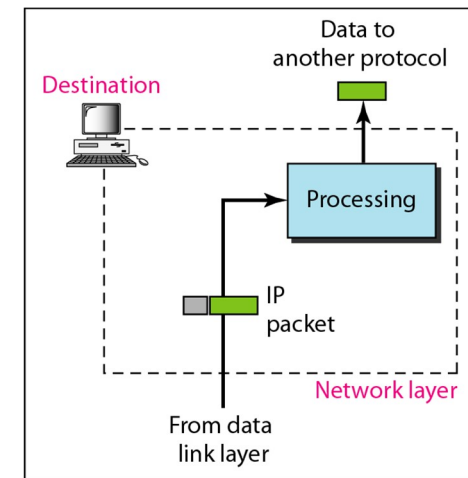 Data to
another protocol
Destination
Processing
IP
packet
Network layer
From data
link layer